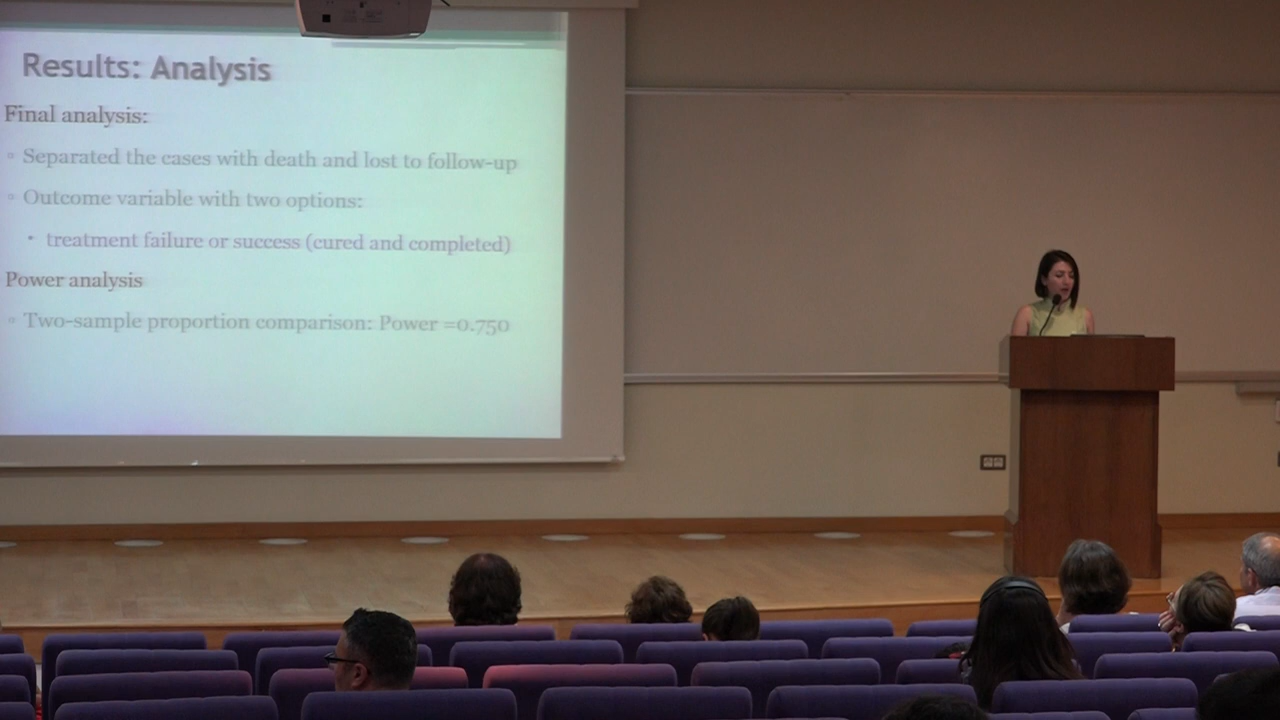 Results: Analysis
Final analysis:
Separated the cases with death and lost to follow-up
Outcome variable with two options:
treatment failure or success (cured and completed)
Power analysis
Two-sample proportion comparison: Power =0.750